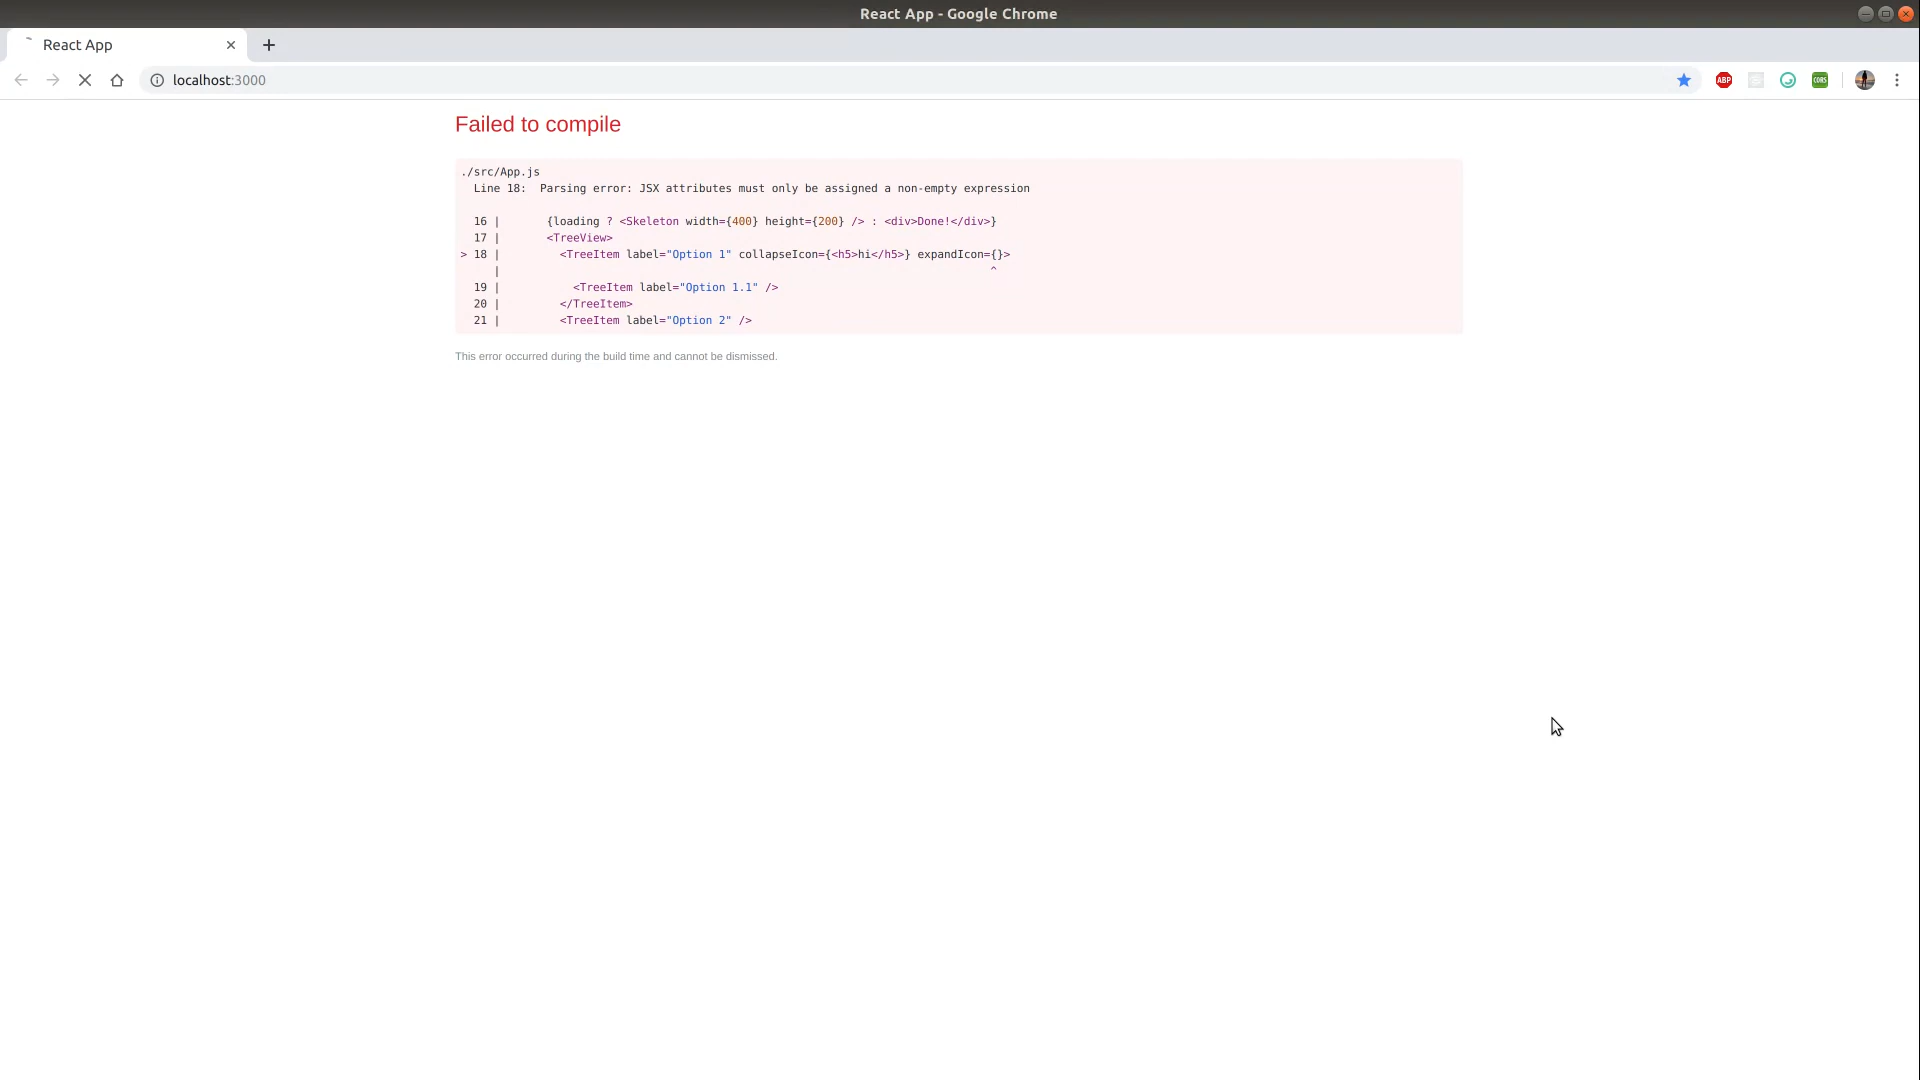 React App - Google Chrome
React App
localhost:3000
ABP
CORS
Failed to compile
./src/App.js
  Line 18:  Parsing error: JSX attributes must only be assigned a non-empty expression
  16 |       {loading ? <Skeleton width={400} height={200} /> : <div>Done!</div>}
  17 |       <TreeView>
> 18 |         <TreeItem label="Option 1" collapseIcon={<h5>hi</h5>} expandIcon={}>
     |                                                                          ^
  19 |           <TreeItem label="Option 1.1" />
  20 |         </TreeItem>
  21 |         <TreeItem label="Option 2" />
This error occurred during the build time and cannot be dismissed.